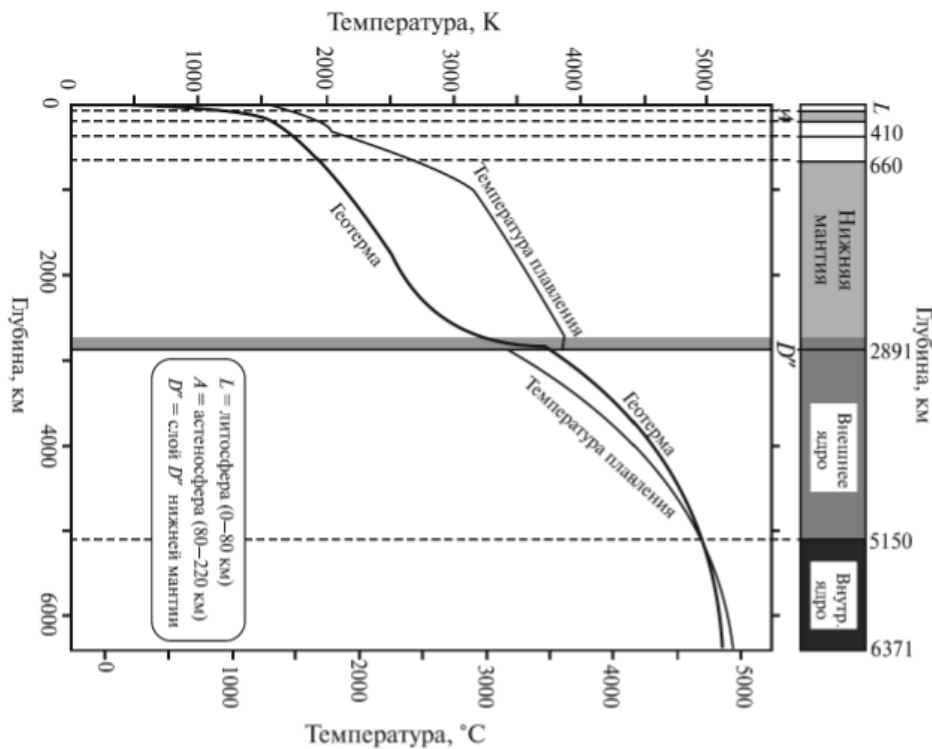 Температура, K
0
1000
2000
3000
4000
5000
0
2000
4000
6000
Глубина, км
L
A
410
660
D″
2891
5150
6371
Глубина, км
Нижняя
мантия
Внешнее
ядро
Внутр.
ядро
Геотерма
Температура плавления
Геотерма
Температура плавления
L = литосфера (0–80 км)
A = астеносфера (80–220 км)
D″ = слой D″ нижней мантии
0
1000
2000
3000
4000
5000
Температура, °C